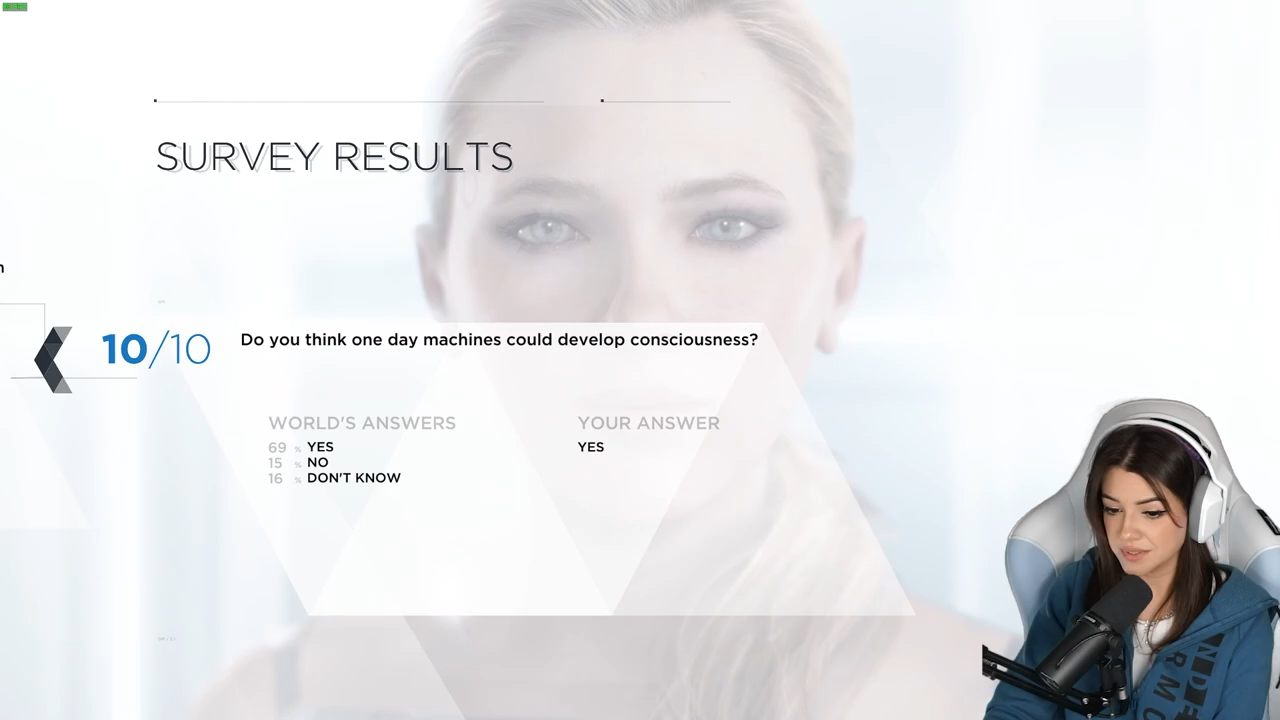 SURVEY RESULTS
n
10/10
Do you think one day machines could develop consciousness?
WORLD'S ANSWERS
69 % YES
15 % NO
16 % DON'T KNOW
YOUR ANSWER
YES